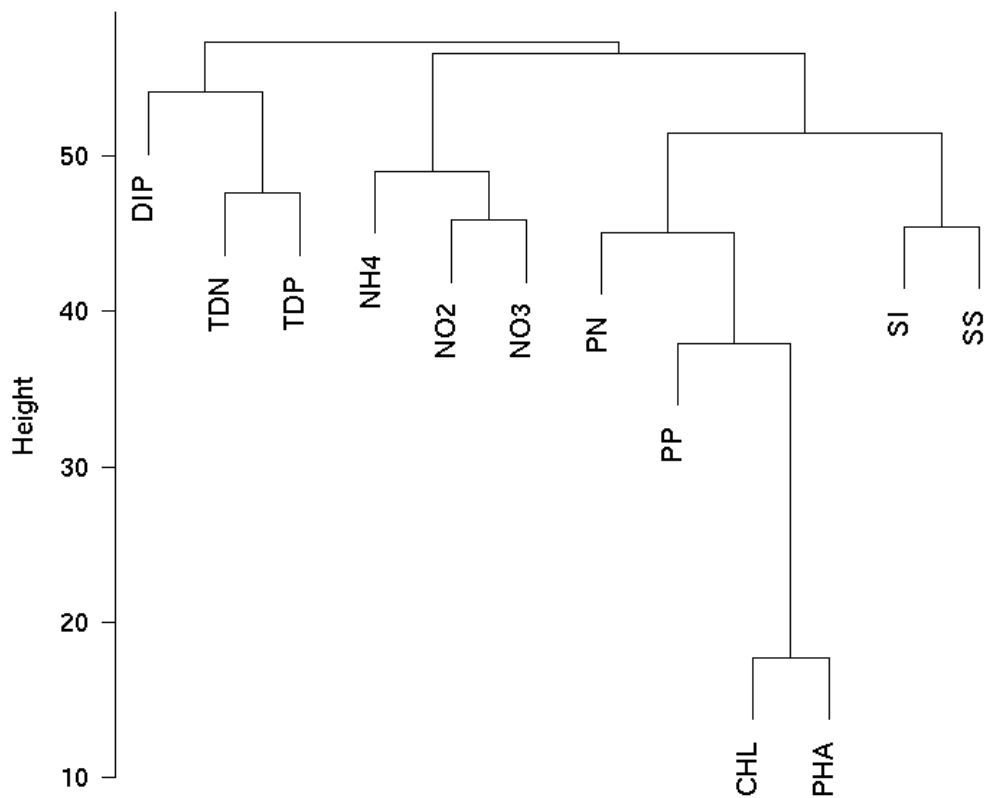 Height
50
40
30
20
10
DIP
TDN
TDP
NH4
NO2
NO3
PN
PP
CHL
PHA
SI
SS